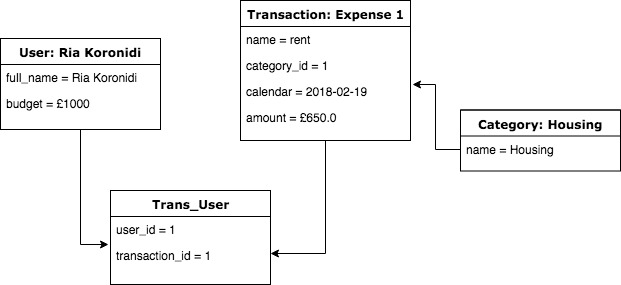 Transaction: Expense 1
name = rent
category_id = 1
calendar = 2018-02-19
amount = £650.0
User: Ria Koronidi
full_name = Ria Koronidi
budget = £1000
Category: Housing
name = Housing
Trans_User
user_id = 1
transaction_id = 1